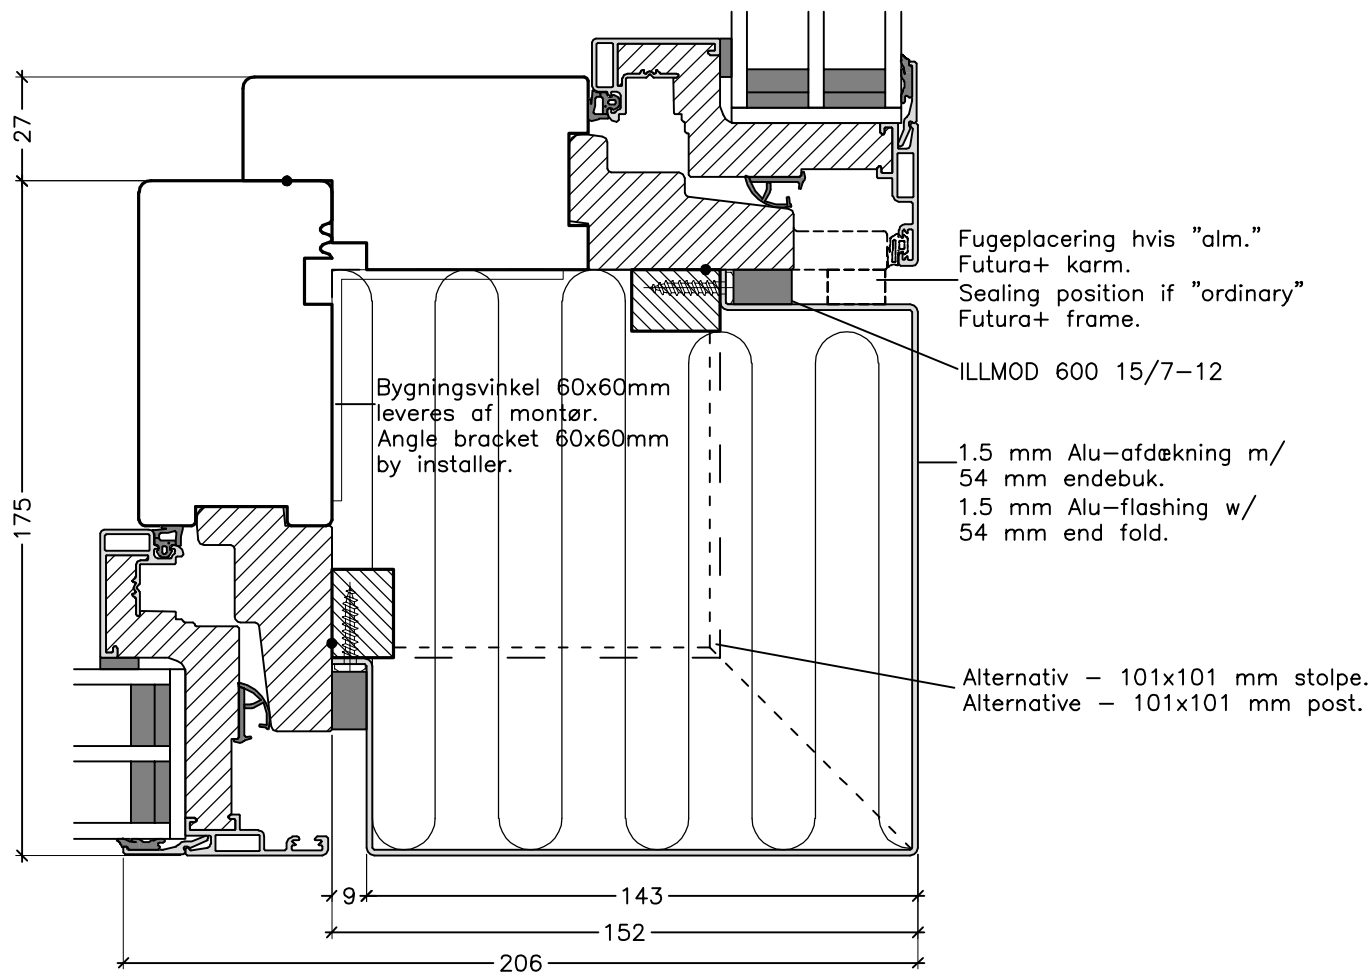 27
Fugeplacering hvis "alm."
Futura+ karm.
Sealing position if "ordinary"
Futura+ frame.
ILLMOD 600 15/7-12
Bygningsvinkel 60x60mm
leveres af montør.
Angle bracket 60x60mm
by installer.
1.5 mm Alu-afdækning m/
54 mm endebuk.
1.5 mm Alu-flashing w/
54 mm end fold.
175
Alternativ - 101x101 mm stolpe.
Alternative - 101x101 mm post.
9
143
152
206